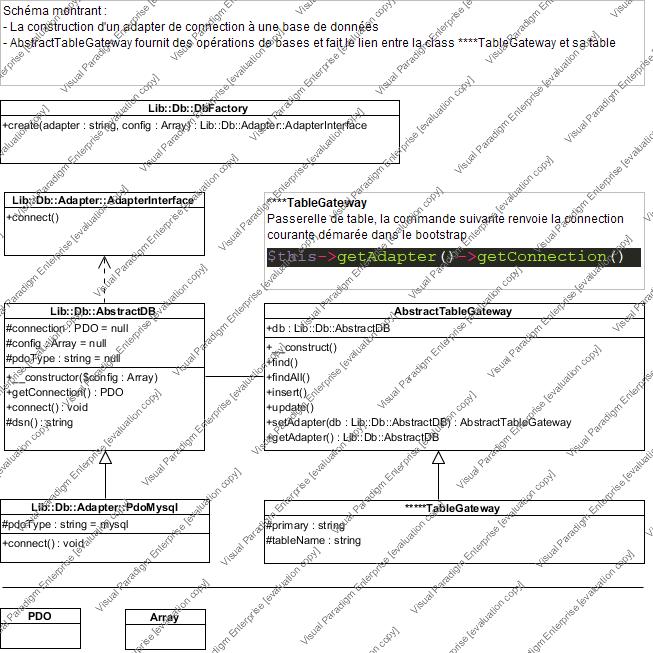 Schéma montrant :
- La construction d'un adapter de connection à une base de données
- AbstractTableGateway fournit des opérations de bases et fait le lien entre la class ****TableGateway et sa table
Lib::Db::DbFactory
+create(adapter : string, config : Array) : Lib::Db::Adapter::AdapterInterface
Lib::Db::Adapter::AdapterInterface
+connect()
****TableGateway
Passerelle de table, la commande suivante renvoie la connection
courante démarée dans le bootstrap
$this->getAdapter()->getConnection()
Lib::Db::AbstractDB
#connection : PDO = null
#config : Array = null
#pdoType : string = null
+__constructor($config : Array)
+getConnection() : PDO
+connect() : void
#dsn() : string
AbstractTableGateway
+db : Lib::Db::AbstractDB
+__construct()
+find()
+findAll()
+insert()
+update()
+setAdapter(db : Lib::Db::AbstractDB) : AbstractTableGateway
+getAdapter() : Lib::Db::AbstractDB
Lib::Db::Adapter::PdoMysql
#pdoType : string = mysql
+connect() : void
*****TableGateway
#primary : string
#tableName : string
PDO
Array
Visual Paradigm Enterprise [evaluation copy]